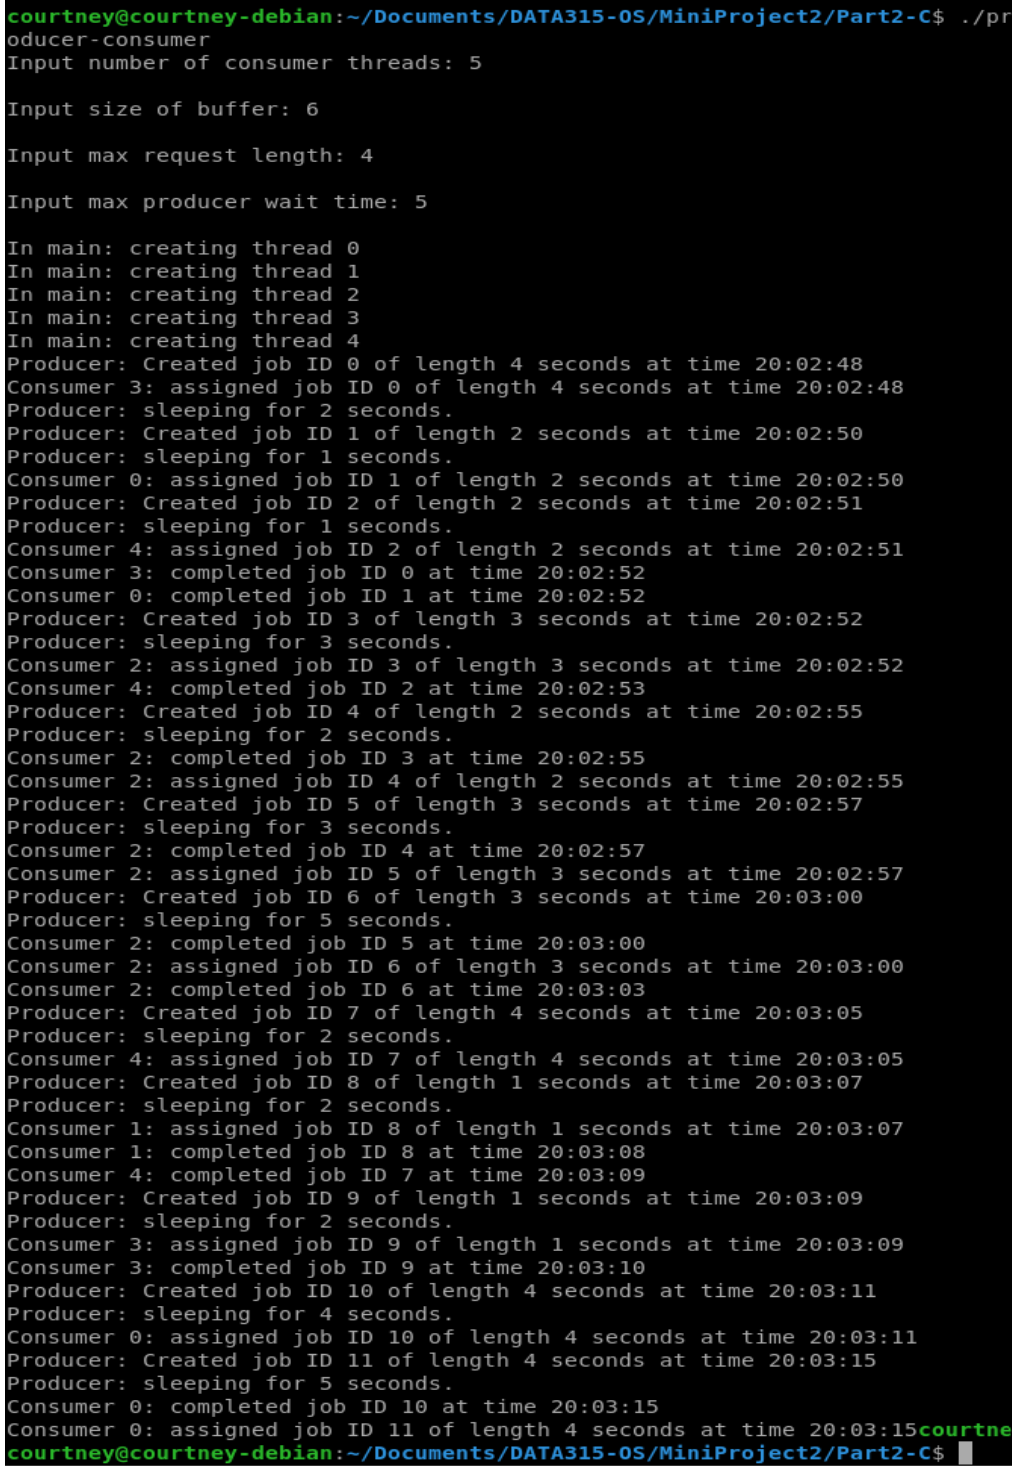 courtney@courtney-debian:~/Documents/DATA315-OS/MiniProject2/Part2-C$ ./pr
oducer-consumer
Input number of consumer threads: 5
Input size of buffer: 6
Input max request length: 4
Input max producer wait time: 5
In main: creating thread 0
In main: creating thread 1
In main: creating thread 2
In main: creating thread 3
In main: creating thread 4
Producer: Created job ID 0 of length 4 seconds at time 20:02:48
Consumer 3: assigned job ID 0 of length 4 seconds at time 20:02:48
Producer: sleeping for 2 seconds.
Producer: Created job ID 1 of length 2 seconds at time 20:02:50
Producer: sleeping for 1 seconds.
Consumer 0: assigned job ID 1 of length 2 seconds at time 20:02:50
Producer: Created job ID 2 of length 2 seconds at time 20:02:51
Producer: sleeping for 1 seconds.
Consumer 4: assigned job ID 2 of length 2 seconds at time 20:02:51
Consumer 3: completed job ID 0 at time 20:02:52
Consumer 0: completed job ID 1 at time 20:02:52
Producer: Created job ID 3 of length 3 seconds at time 20:02:52
Producer: sleeping for 3 seconds.
Consumer 2: assigned job ID 3 of length 3 seconds at time 20:02:52
Consumer 4: completed job ID 2 at time 20:02:53
Producer: Created job ID 4 of length 2 seconds at time 20:02:55
Producer: sleeping for 2 seconds.
Consumer 2: completed job ID 3 at time 20:02:55
Consumer 2: assigned job ID 4 of length 2 seconds at time 20:02:55
Producer: Created job ID 5 of length 3 seconds at time 20:02:57
Producer: sleeping for 3 seconds.
Consumer 2: completed job ID 4 at time 20:02:57
Consumer 2: assigned job ID 5 of length 3 seconds at time 20:02:57
Producer: Created job ID 6 of length 3 seconds at time 20:03:00
Producer: sleeping for 5 seconds.
Consumer 2: completed job ID 5 at time 20:03:00
Consumer 2: assigned job ID 6 of length 3 seconds at time 20:03:00
Consumer 2: completed job ID 6 at time 20:03:03
Producer: Created job ID 7 of length 4 seconds at time 20:03:05
Producer: sleeping for 2 seconds.
Consumer 4: assigned job ID 7 of length 4 seconds at time 20:03:05
Producer: Created job ID 8 of length 1 seconds at time 20:03:07
Producer: sleeping for 2 seconds.
Consumer 1: assigned job ID 8 of length 1 seconds at time 20:03:07
Consumer 1: completed job ID 8 at time 20:03:08
Consumer 4: completed job ID 7 at time 20:03:09
Producer: Created job ID 9 of length 1 seconds at time 20:03:09
Producer: sleeping for 2 seconds.
Consumer 3: assigned job ID 9 of length 1 seconds at time 20:03:09
Consumer 3: completed job ID 9 at time 20:03:10
Producer: Created job ID 10 of length 4 seconds at time 20:03:11
Producer: sleeping for 4 seconds.
Consumer 0: assigned job ID 10 of length 4 seconds at time 20:03:11
Producer: Created job ID 11 of length 4 seconds at time 20:03:15
Producer: sleeping for 5 seconds.
Consumer 0: completed job ID 10 at time 20:03:15
Consumer 0: assigned job ID 11 of length 4 seconds at time 20:03:15courtne
courtney@courtney-debian:~/Documents/DATA315-OS/MiniProject2/Part2-C$